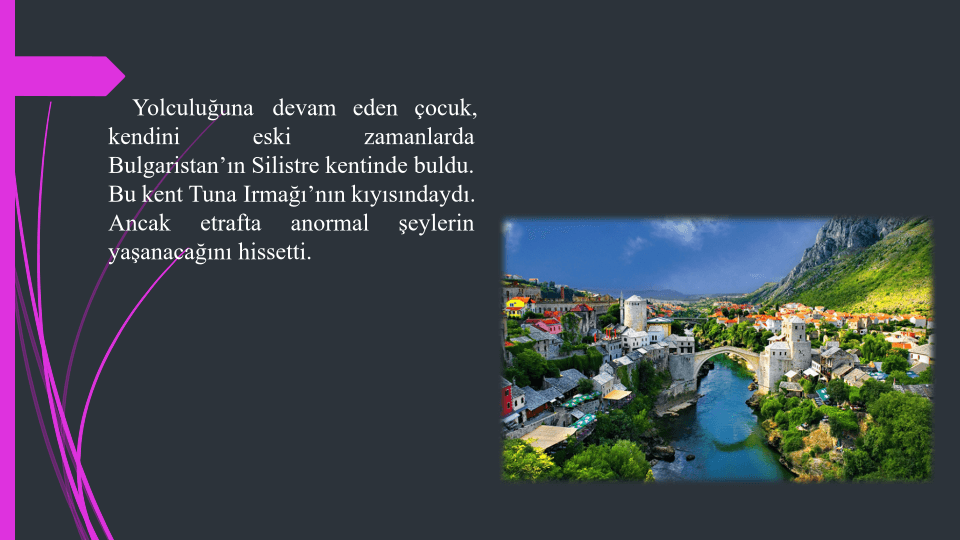 Yolculuğuna devam eden çocuk,
kendini eski zamanlarda
Bulgaristan’ın Silistre kentinde buldu.
Bu kent Tuna Irmağı’nın kıyısındaydı.
Ancak etrafta anormal şeylerin
yaşanacağını hissetti.